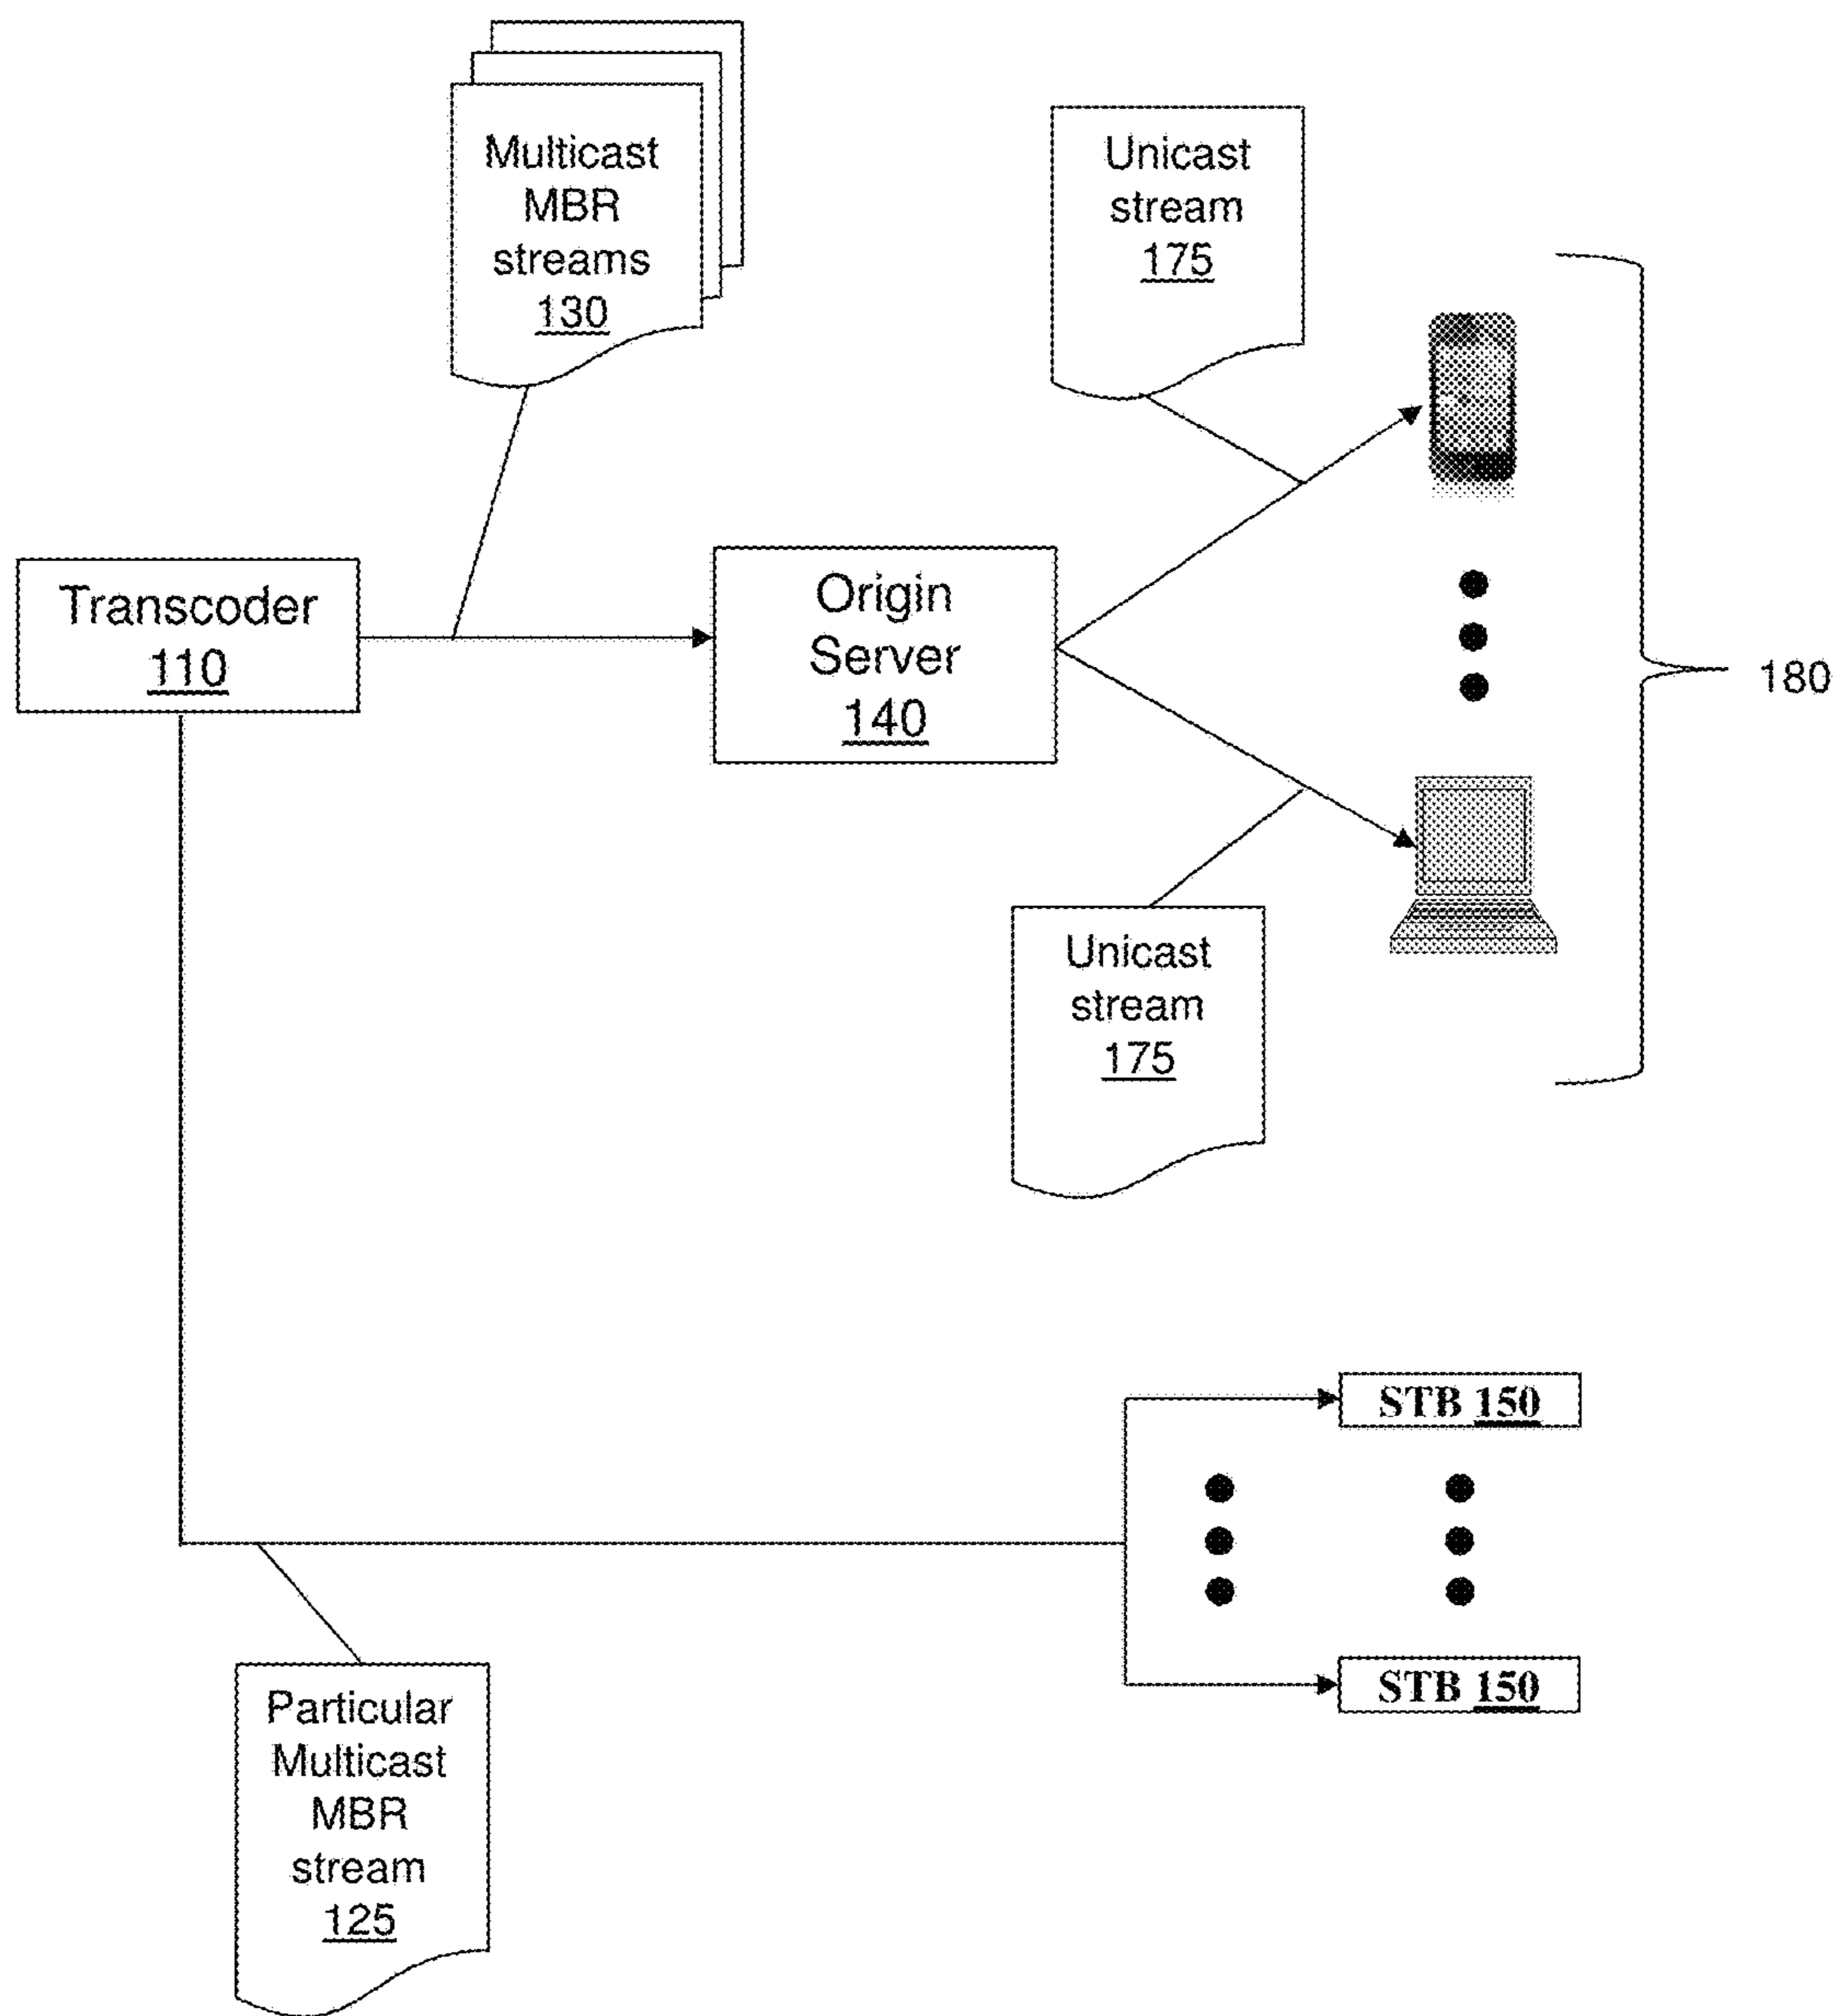 Multicast
MBR
streams
130
Unicast
stream
175
Transcoder
110
Origin
Server
140
180
Unicast
stream
175
STB 150
STB 150
Particular
Multicast
MBR
stream
125